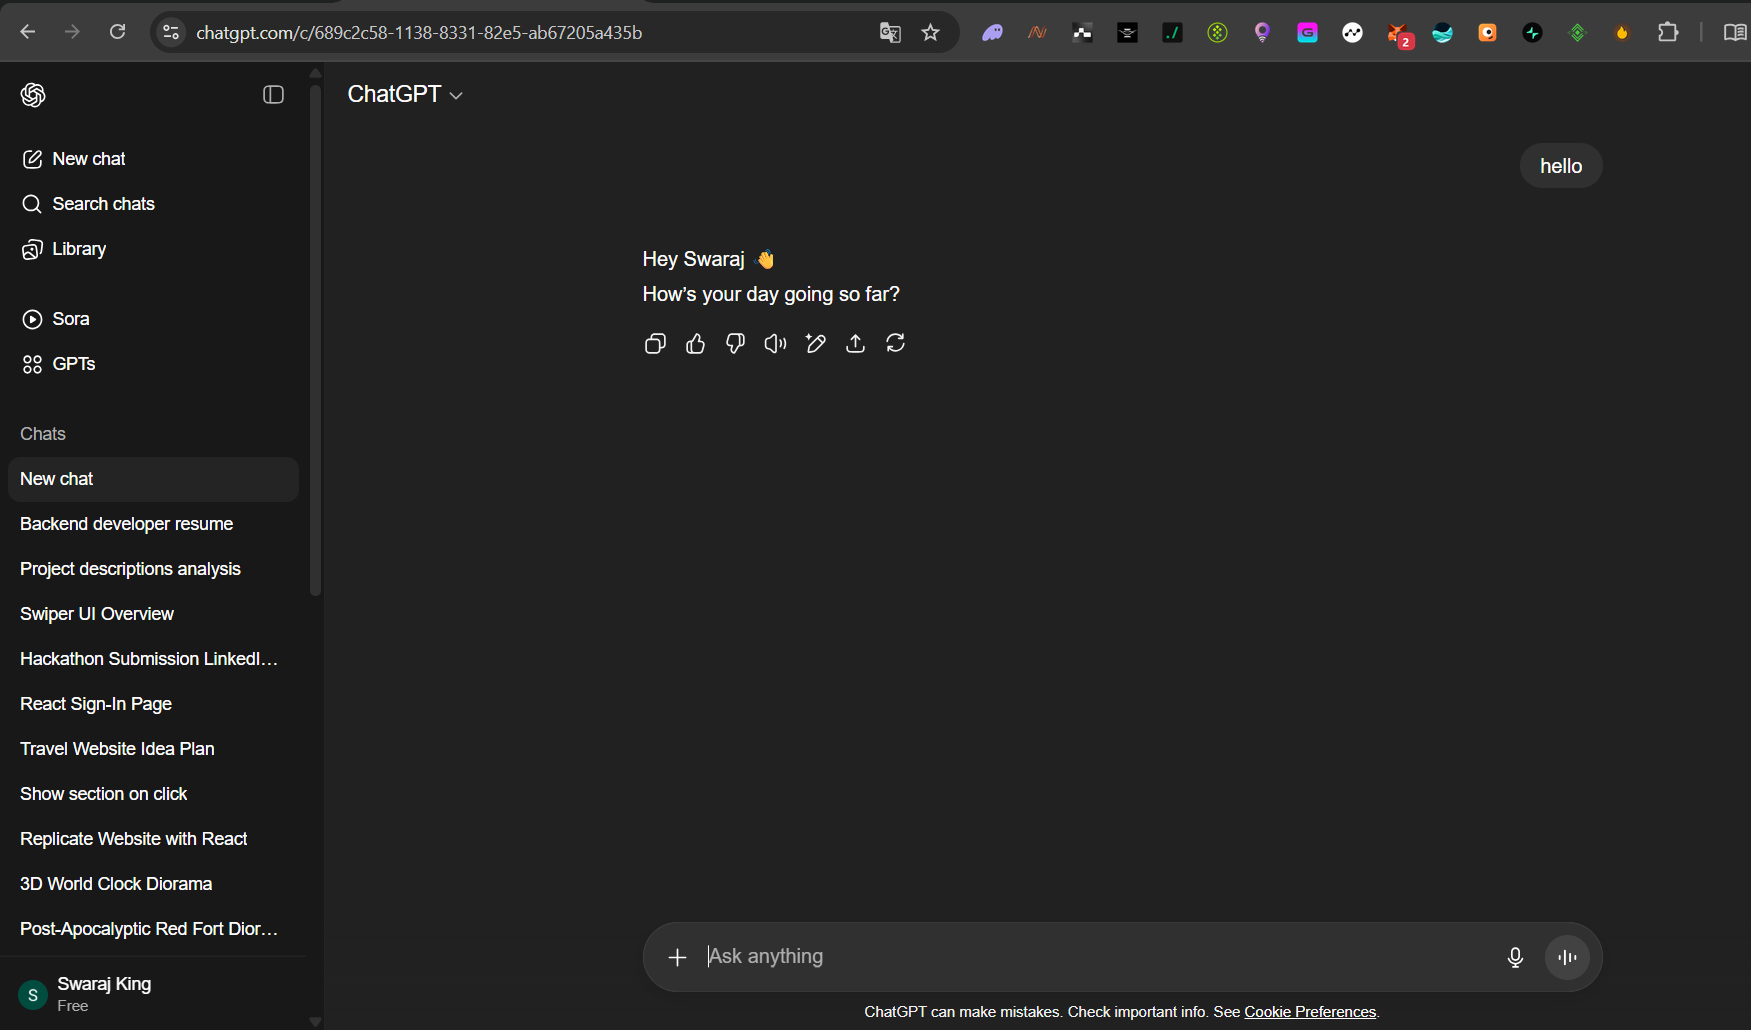 chatgpt.com/c/689c2c58-1138-8331-82e5-ab67205a435b
2
ChatGPT
New chat
Search chats
Library
Sora
GPTs
Chats
New chat
Backend developer resume
Project descriptions analysis
Swiper UI Overview
Hackathon Submission LinkedI…
React Sign-In Page
Travel Website Idea Plan
Show section on click
Replicate Website with React
3D World Clock Diorama
Post-Apocalyptic Red Fort Dior…
S
Swaraj King
Free
hello
Hey Swaraj 👋
How’s your day going so far?
Ask anything
ChatGPT can make mistakes. Check important info. See Cookie Preferences.